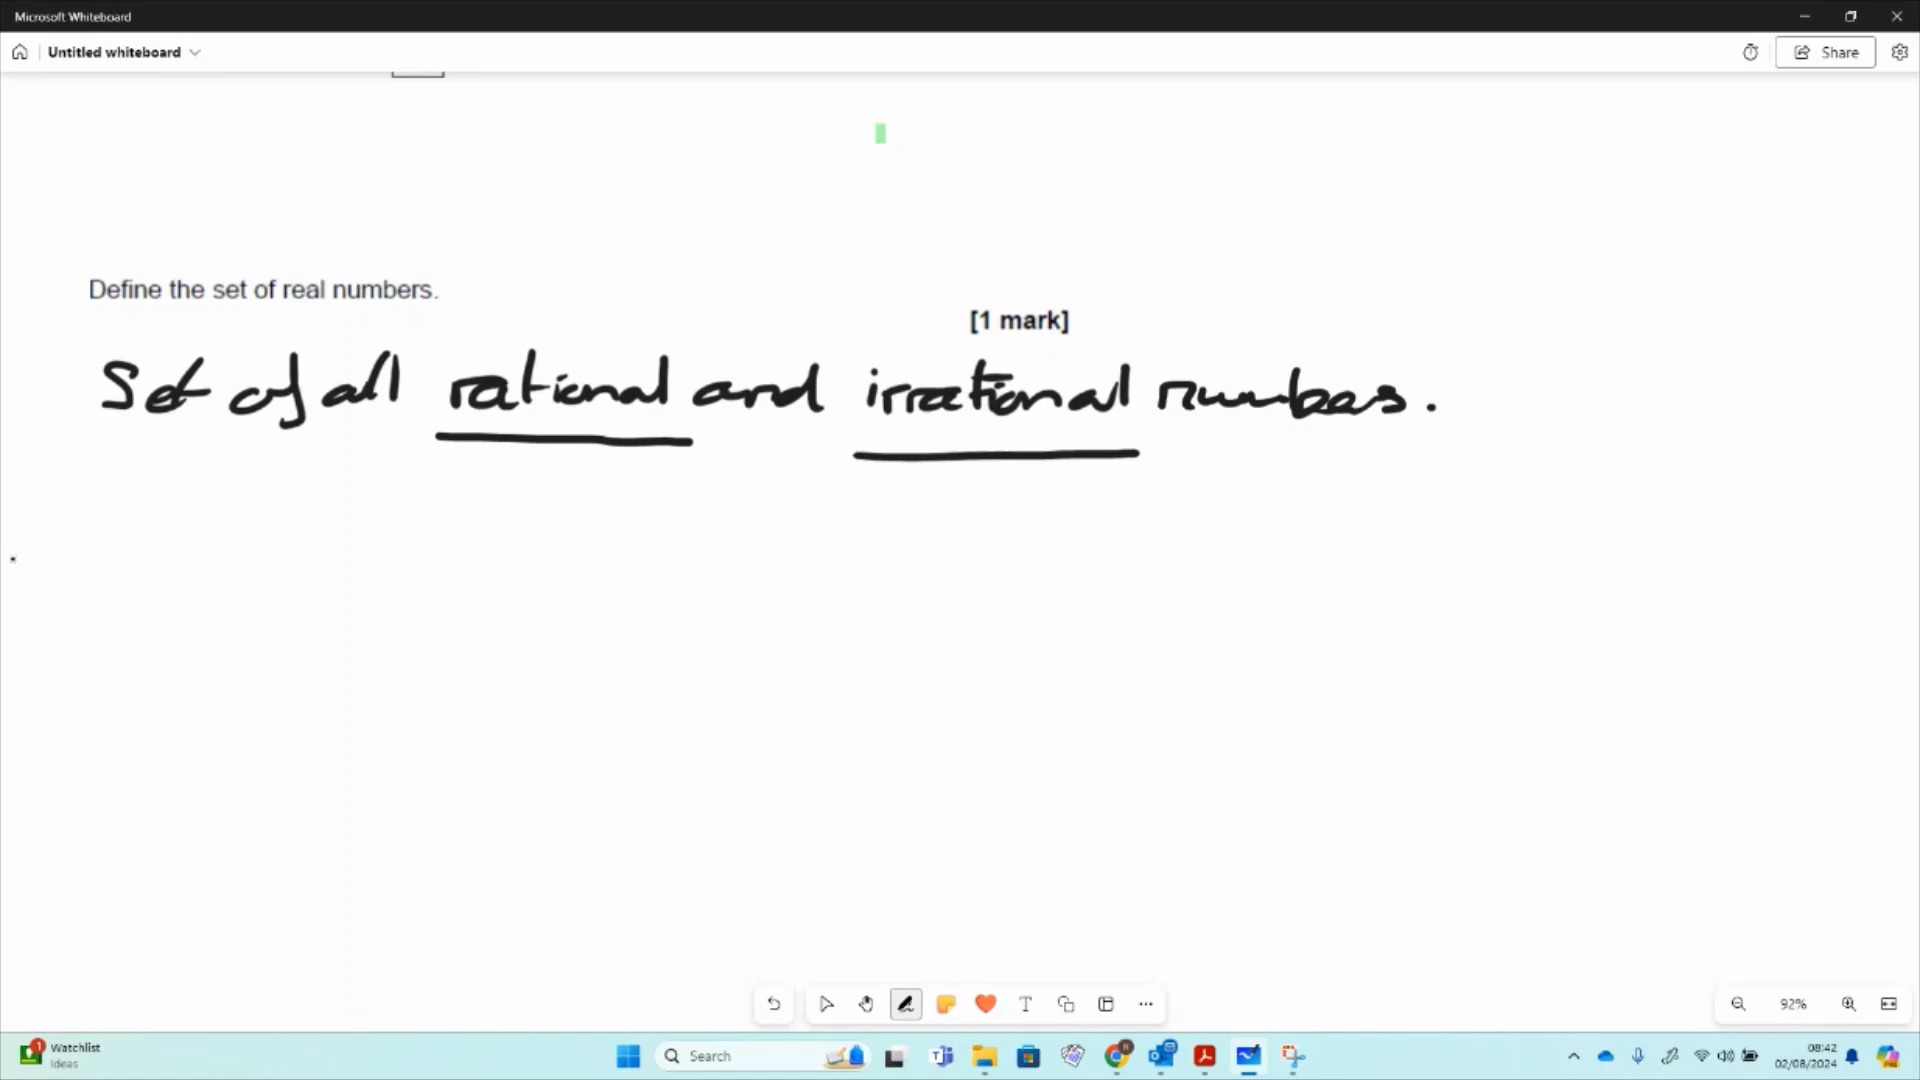 Microsoft Whiteboard
Untitled whiteboard
Share
Define the set of real numbers.
[1 mark]
Set of all rational and irrational numbers.
92%
1
Watchlist
Ideas
Search
08:42
02/08/2024